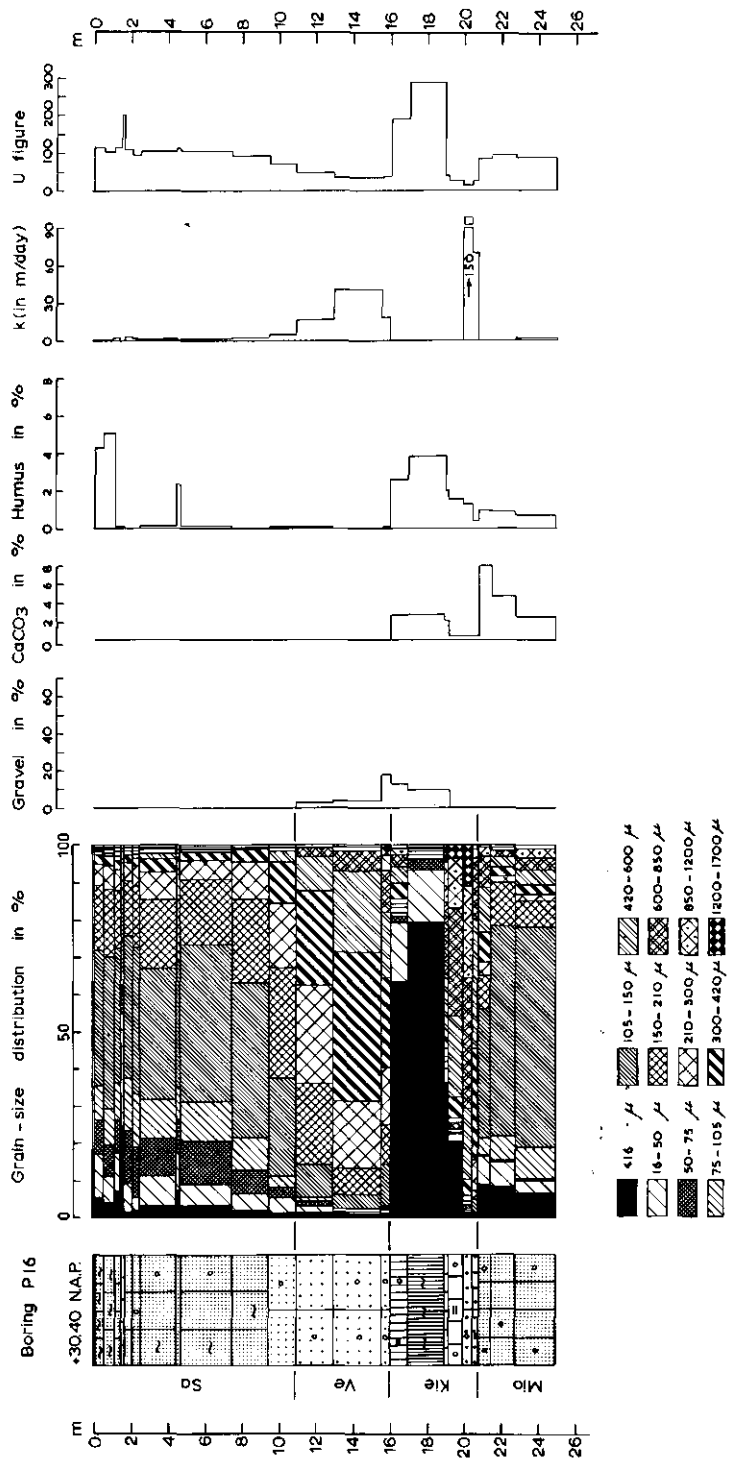 Boring P16
+30.40 N.A.P.
m
0
2
4
6
8
10
12
14
16
18
20
22
24
26
Sa
Ve
Kie
Mio
Grain-size distribution in %
0
50
100
Gravel in %
0
20
40
60
CaCO3 in %
0
2
4
6
8
Humus in %
0
2
4
6
8
k(in m/day)
0
30
60
90
→150
U figure
0
100
200
300
m
0
2
4
6
8
10
12
14
16
18
20
22
24
26
<16 µ
16-50 µ
50-75 µ
75-105 µ
105-150 µ
150-210 µ
210-300 µ
300-420 µ
420-600 µ
600-850 µ
850-1200 µ
1200-1700 µ